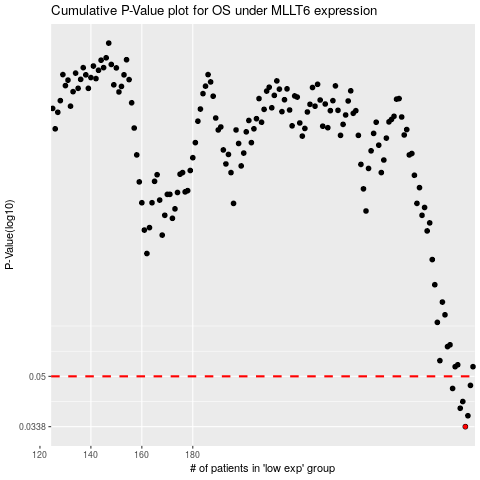 Cumulative P-Value plot for OS under MLLT6 expression
P-Value(log10)
0.05
0.0338
120 140 160 180
# of patients in 'low exp' group